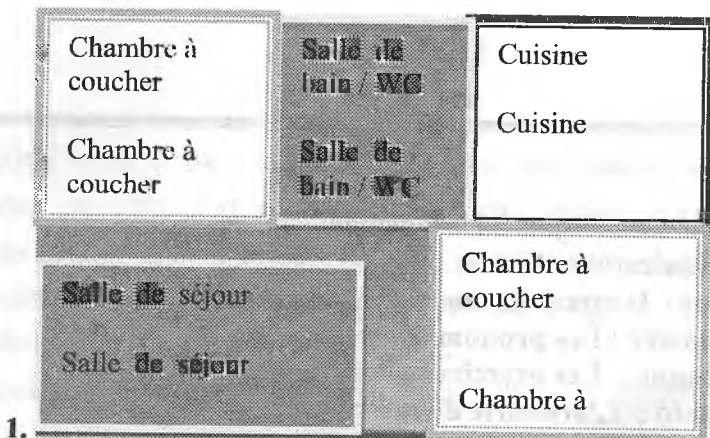 Chambre à
coucher
Chambre à
coucher
Salle de
bain / WC
Salle de
bain / WC
Cuisine
Cuisine
Salle de séjour
Salle de séjour
Chambre à
coucher
Chambre à
1.